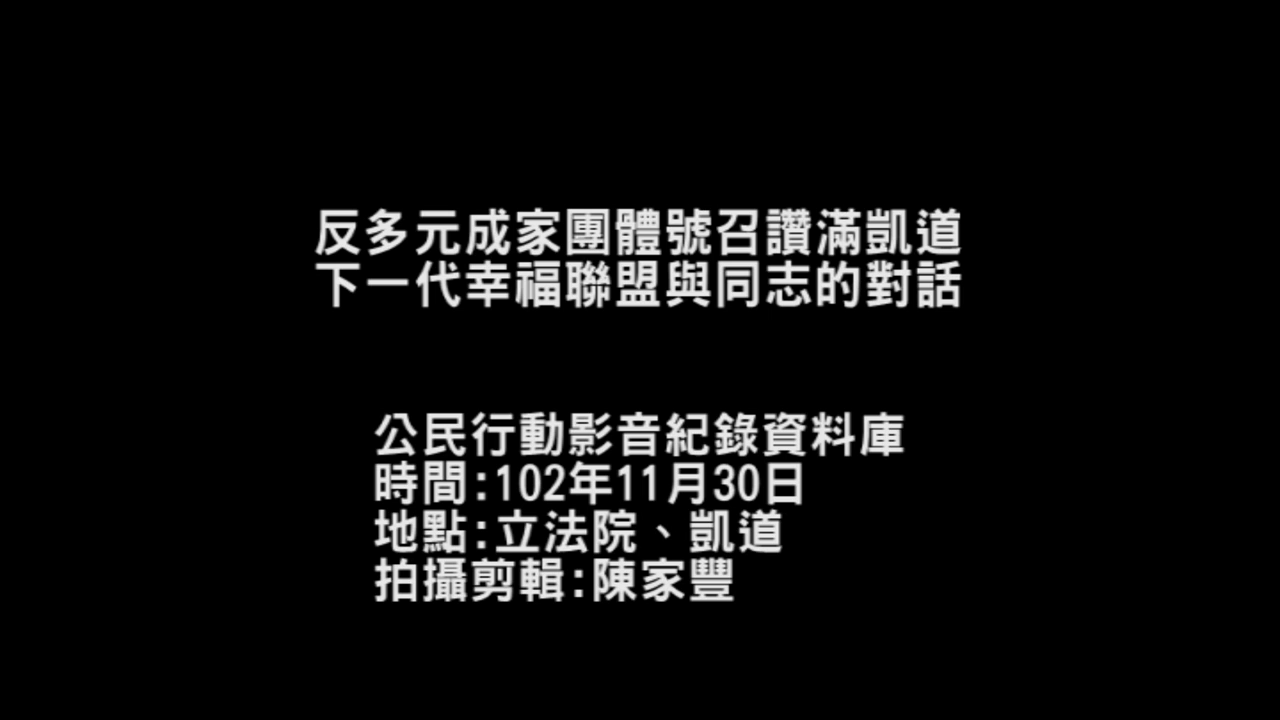 反多元成家團體號召讚滿凱道
下一代幸福聯盟與同志的對話
公民行動影音紀錄資料庫
時間:102年11月30日
地點:立法院、凱道
拍攝剪輯:陳家豐